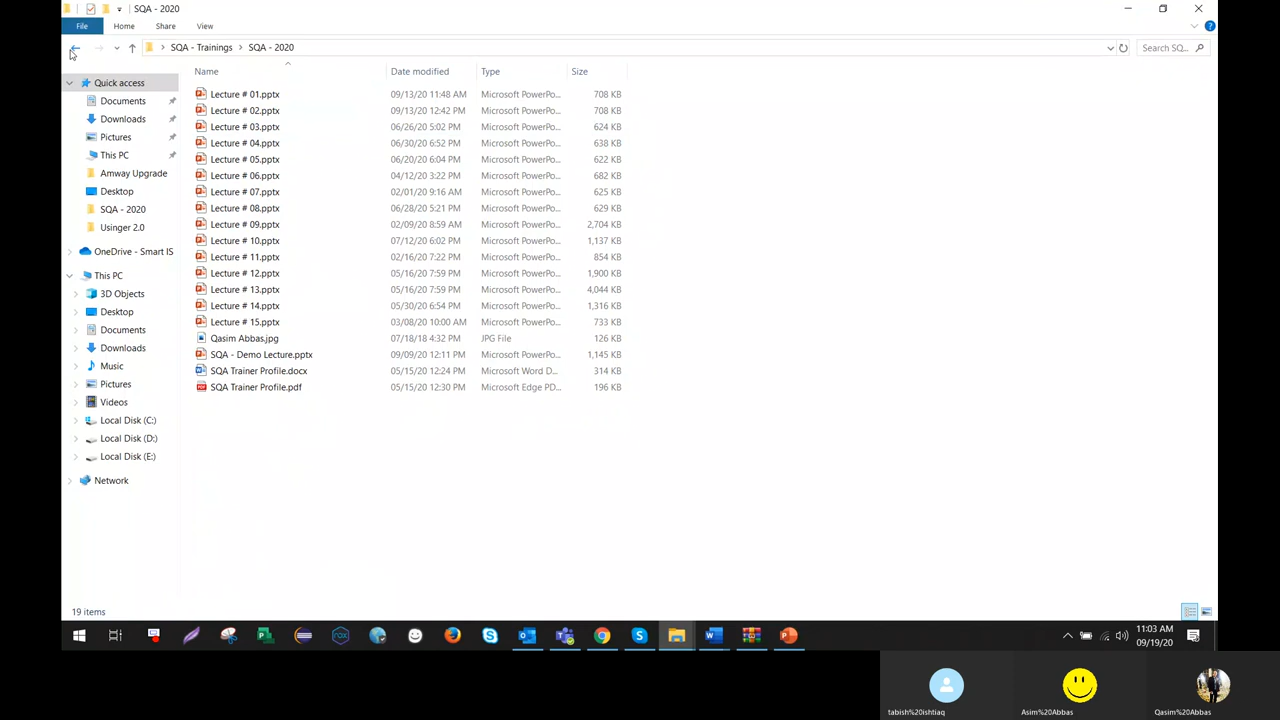 SQA - 2020
File Home Share View
SQA - Trainings SQA - 2020 Search SQ...
Name Date modified Type Size
Quick access
Documents
Downloads
Pictures
This PC
Amway Upgrade
Desktop
SQA - 2020
Usinger 2.0
OneDrive - Smart IS
This PC
3D Objects
Desktop
Documents
Downloads
Music
Pictures
Videos
Local Disk (C:)
Local Disk (D:)
Local Disk (E:)
Network
Lecture # 01.pptx 09/13/20 11:48 AM Microsoft PowerPo... 708 KB
Lecture # 02.pptx 09/13/20 12:42 PM Microsoft PowerPo... 708 KB
Lecture # 03.pptx 06/26/20 5:02 PM Microsoft PowerPo... 624 KB
Lecture # 04.pptx 06/30/20 6:52 PM Microsoft PowerPo... 638 KB
Lecture # 05.pptx 06/20/20 6:04 PM Microsoft PowerPo... 622 KB
Lecture # 06.pptx 04/12/20 3:22 PM Microsoft PowerPo... 682 KB
Lecture # 07.pptx 02/01/20 9:16 AM Microsoft PowerPo... 625 KB
Lecture # 08.pptx 06/28/20 5:21 PM Microsoft PowerPo... 629 KB
Lecture # 09.pptx 02/09/20 8:59 AM Microsoft PowerPo... 2,704 KB
Lecture # 10.pptx 07/12/20 6:02 PM Microsoft PowerPo... 1,137 KB
Lecture # 11.pptx 02/16/20 7:22 PM Microsoft PowerPo... 854 KB
Lecture # 12.pptx 05/16/20 7:59 PM Microsoft PowerPo... 1,900 KB
Lecture # 13.pptx 05/16/20 7:59 PM Microsoft PowerPo... 4,044 KB
Lecture # 14.pptx 05/30/20 6:54 PM Microsoft PowerPo... 1,316 KB
Lecture # 15.pptx 03/08/20 10:00 AM Microsoft PowerPo... 733 KB
Qasim Abbas.jpg 07/18/18 4:32 PM JPG File 126 KB
SQA - Demo Lecture.pptx 09/09/20 12:11 PM Microsoft PowerPo... 1,145 KB
SQA Trainer Profile.docx 05/15/20 12:24 PM Microsoft Word D... 314 KB
SQA Trainer Profile.pdf 05/15/20 12:30 PM Microsoft Edge PD... 196 KB
19 items
11:03 AM
09/19/20
tabish%20ishtiaq Asim%20Abbas Qasim%20Abbas